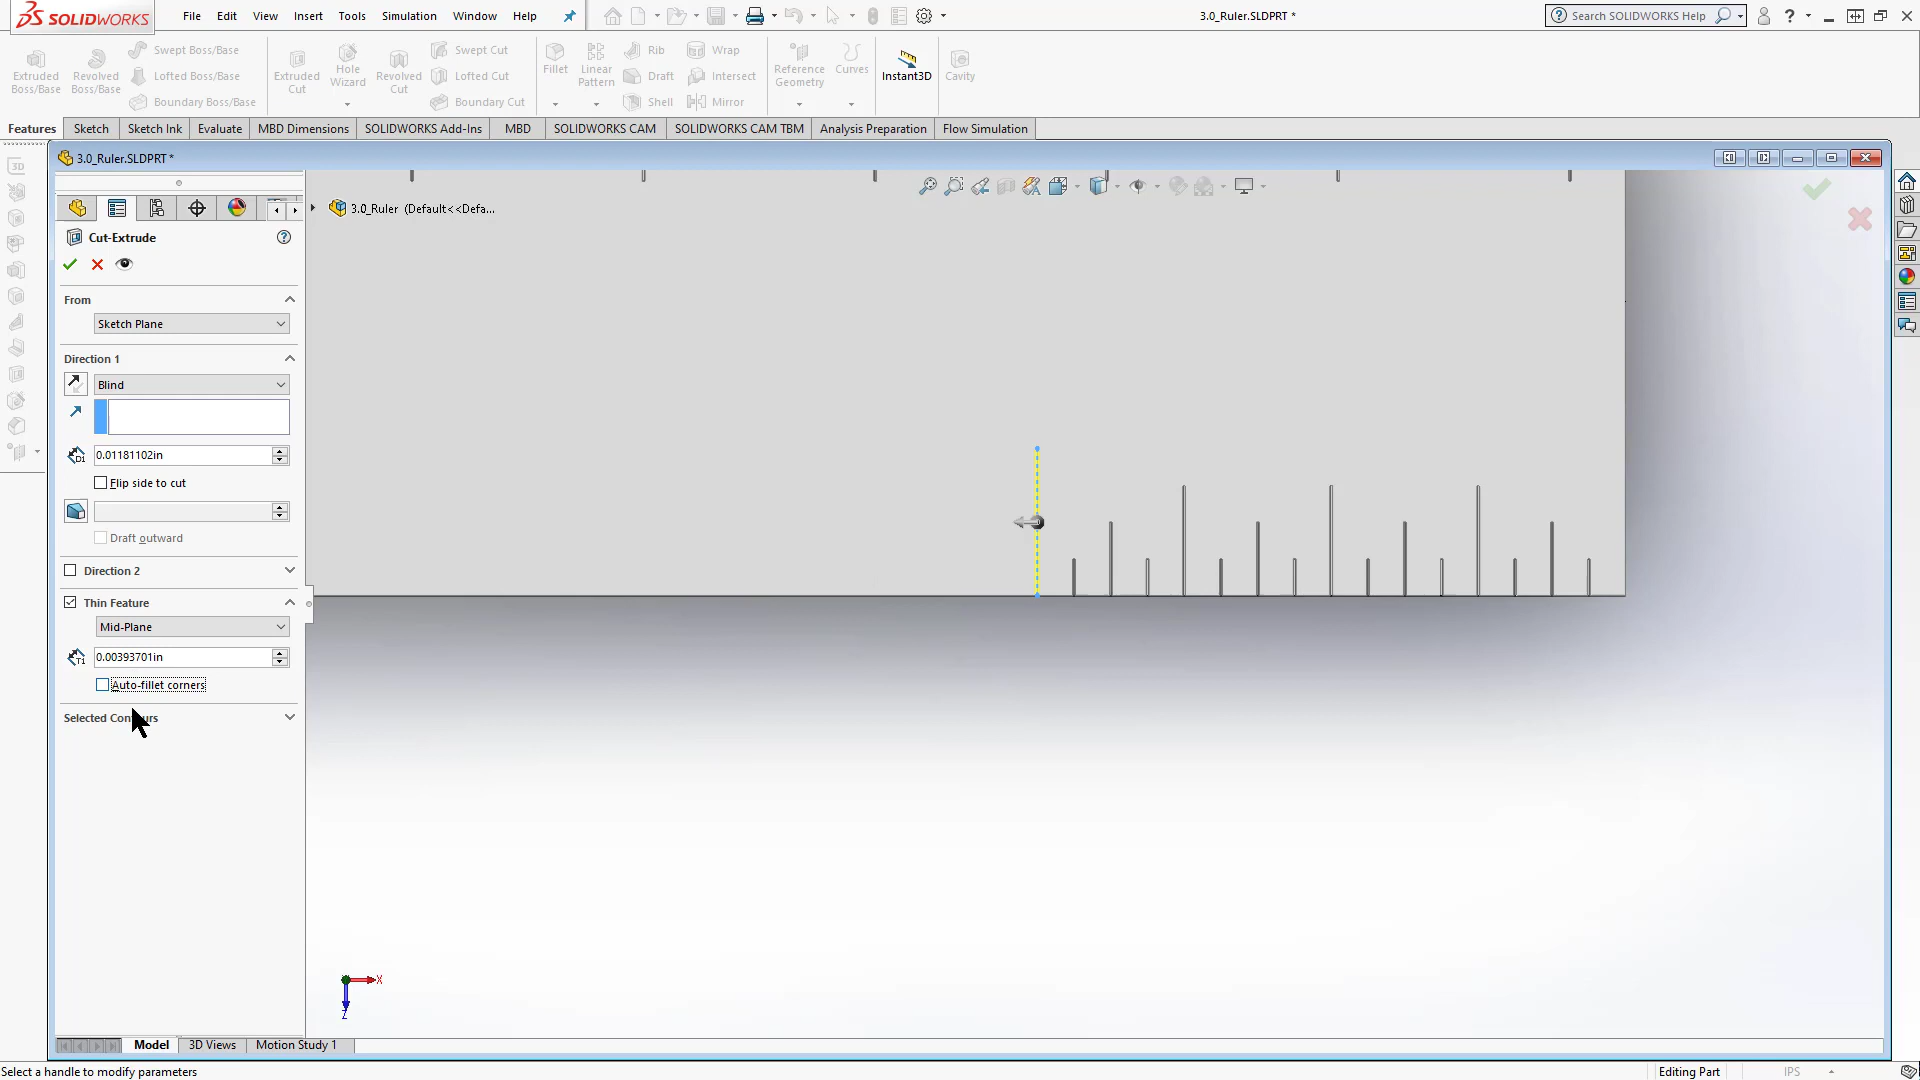 SOLIDWORKS
File Edit View Insert Tools Simulation Window Help
3.0_Ruler.SLDPRT *
Search SOLIDWORKS Help
Extruded Boss/Base
Revolved Boss/Base
Swept Boss/Base
Lofted Boss/Base
Boundary Boss/Base
Extruded Cut
Hole Wizard
Revolved Cut
Swept Cut
Lofted Cut
Boundary Cut
Fillet
Linear Pattern
Rib
Draft
Shell
Wrap
Intersect
Mirror
Reference Geometry
Curves
Instant3D
Cavity
Features Sketch Sketch Ink Evaluate MBD Dimensions SOLIDWORKS Add-Ins MBD SOLIDWORKS CAM SOLIDWORKS CAM TBM Analysis Preparation Flow Simulation
3.0_Ruler.SLDPRT *
3.0_Ruler (Default<<Defa...
Cut-Extrude
From
Sketch Plane
Direction 1
Blind
D1
0.01181102in
Flip side to cut
Draft outward
Direction 2
Thin Feature
Mid-Plane
T1
0.00393701in
Auto-fillet corners
Selected Contours
X
Z
Model 3D Views Motion Study 1
Select a handle to modify parameters
Editing Part
IPS